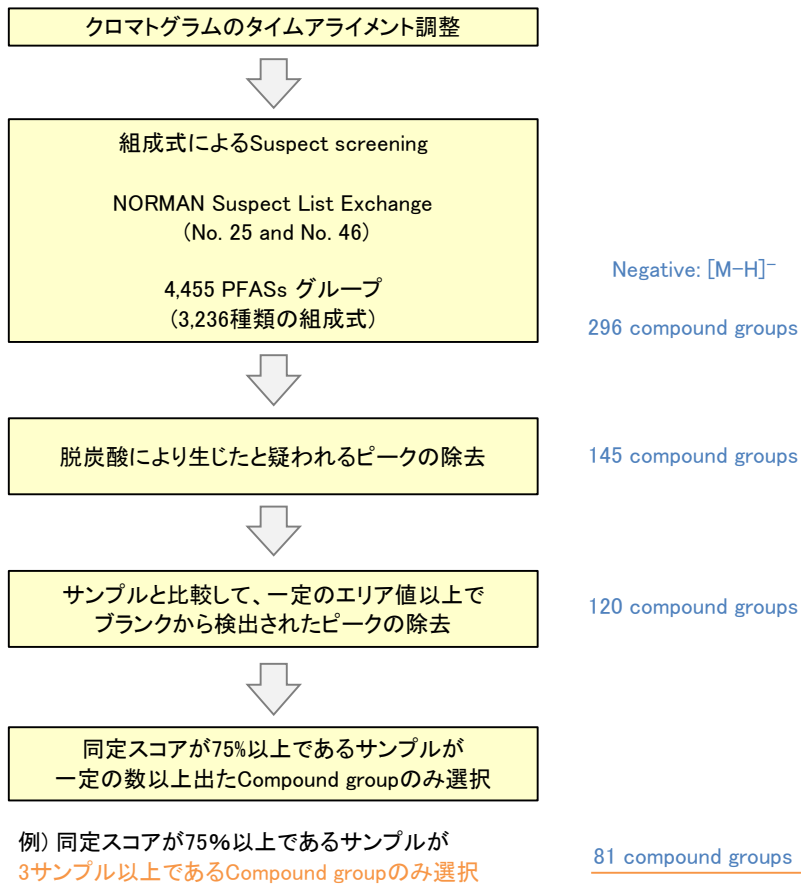 クロマトグラムのタイムアライメント調整
組成式によるSuspect screening
NORMAN Suspect List Exchange
(No. 25 and No. 46)
4,455 PFASs グループ
(3,236種類の組成式)
Negative: [M-H]⁻
296 compound groups
脱炭酸により生じたと疑われるピークの除去
145 compound groups
サンプルと比較して、一定のエリア値以上で
ブランクから検出されたピークの除去
120 compound groups
同定スコアが75%以上であるサンプルが
一定の数以上出たCompound groupのみ選択
例) 同定スコアが75%以上であるサンプルが
3サンプル以上であるCompound groupのみ選択
81 compound groups